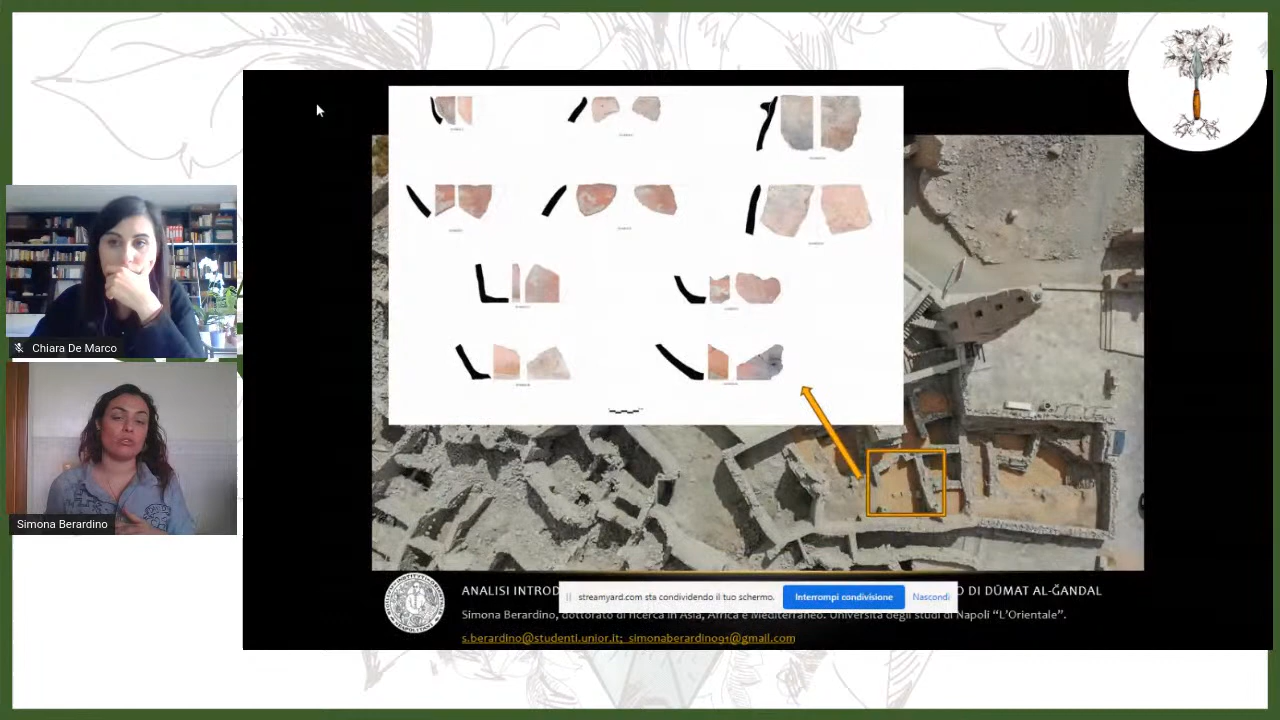 Chiara De Marco
Simona Berardino
ANALISI INTROD
O DI DŪMAT AL-ǦANDAL
streamyard.com sta condividendo il tuo schermo.
Interrompi condivisione
Nascondi
Simona Berardino, dottorato di ricerca in Asia, Africa e Mediterraneo. Università degli studi di Napoli “L’Orientale”.
s.berardino@studenti.unior.it; simonaberardino91@gmail.com